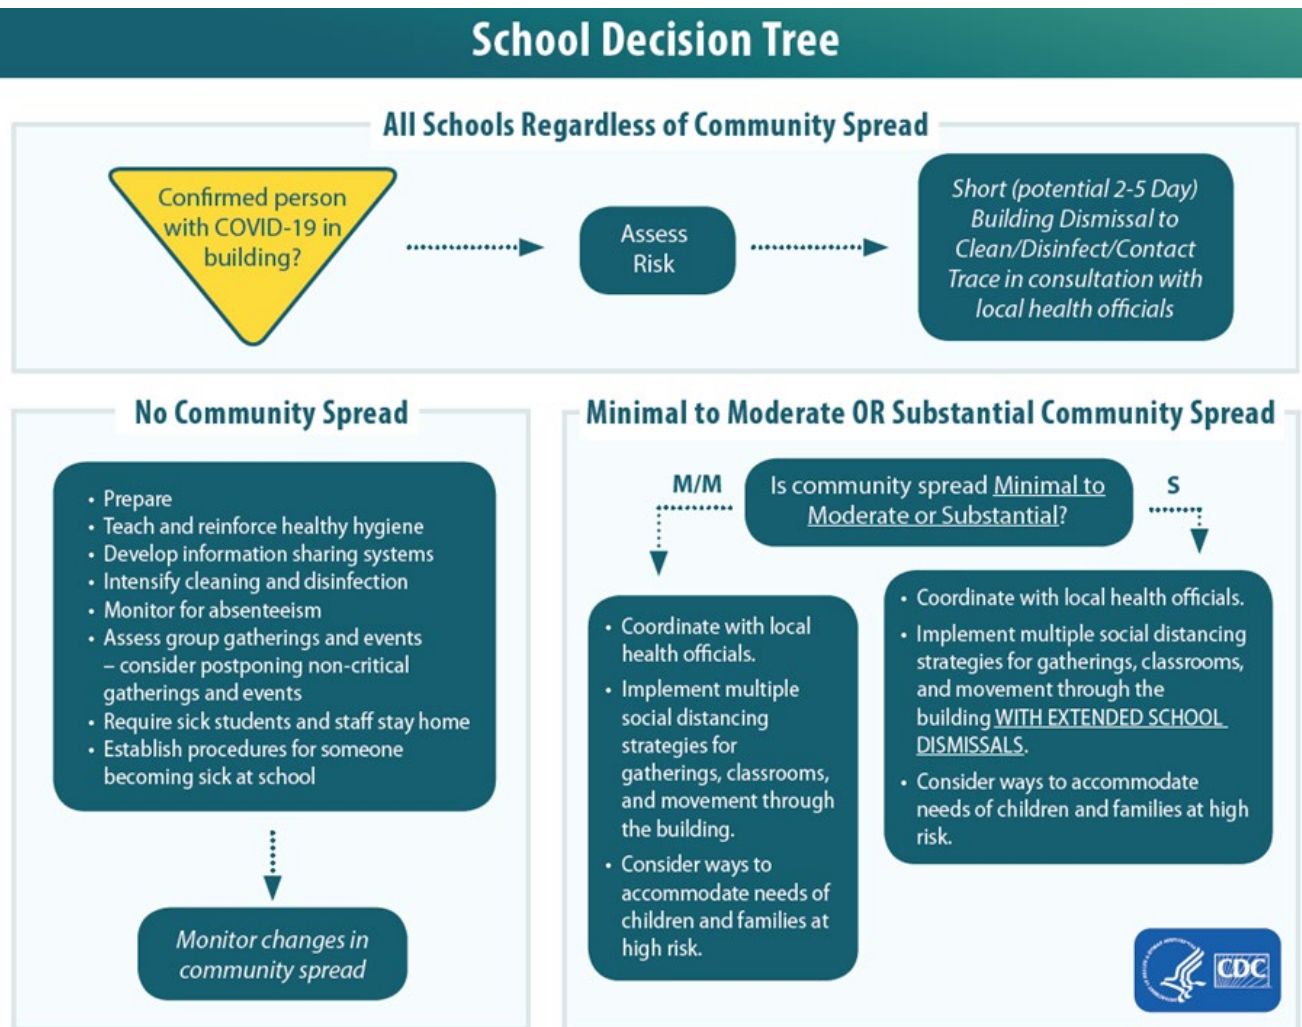 School Decision Tree
All Schools Regardless of Community Spread
Confirmed person
with COVID-19 in
building?
Assess
Risk
Short (potential 2-5 Day)
Building Dismissal to
Clean/Disinfect/Contact
Trace in consultation with
local health officials
No Community Spread
• Prepare
• Teach and reinforce healthy hygiene
• Develop information sharing systems
• Intensify cleaning and disinfection
• Monitor for absenteeism
• Assess group gatherings and events
– consider postponing non-critical
gatherings and events
• Require sick students and staff stay home
• Establish procedures for someone
becoming sick at school
Monitor changes in
community spread
Minimal to Moderate OR Substantial Community Spread
M/M
Is community spread Minimal to
Moderate or Substantial?
S
• Coordinate with local
health officials.
• Implement multiple
social distancing
strategies for
gatherings, classrooms,
and movement through
the building.
• Consider ways to
accommodate needs of
children and families at
high risk.
• Coordinate with local health officials.
• Implement multiple social distancing
strategies for gatherings, classrooms,
and movement through the
building WITH EXTENDED SCHOOL
DISMISSALS.
• Consider ways to accommodate
needs of children and families at high
risk.
CDC